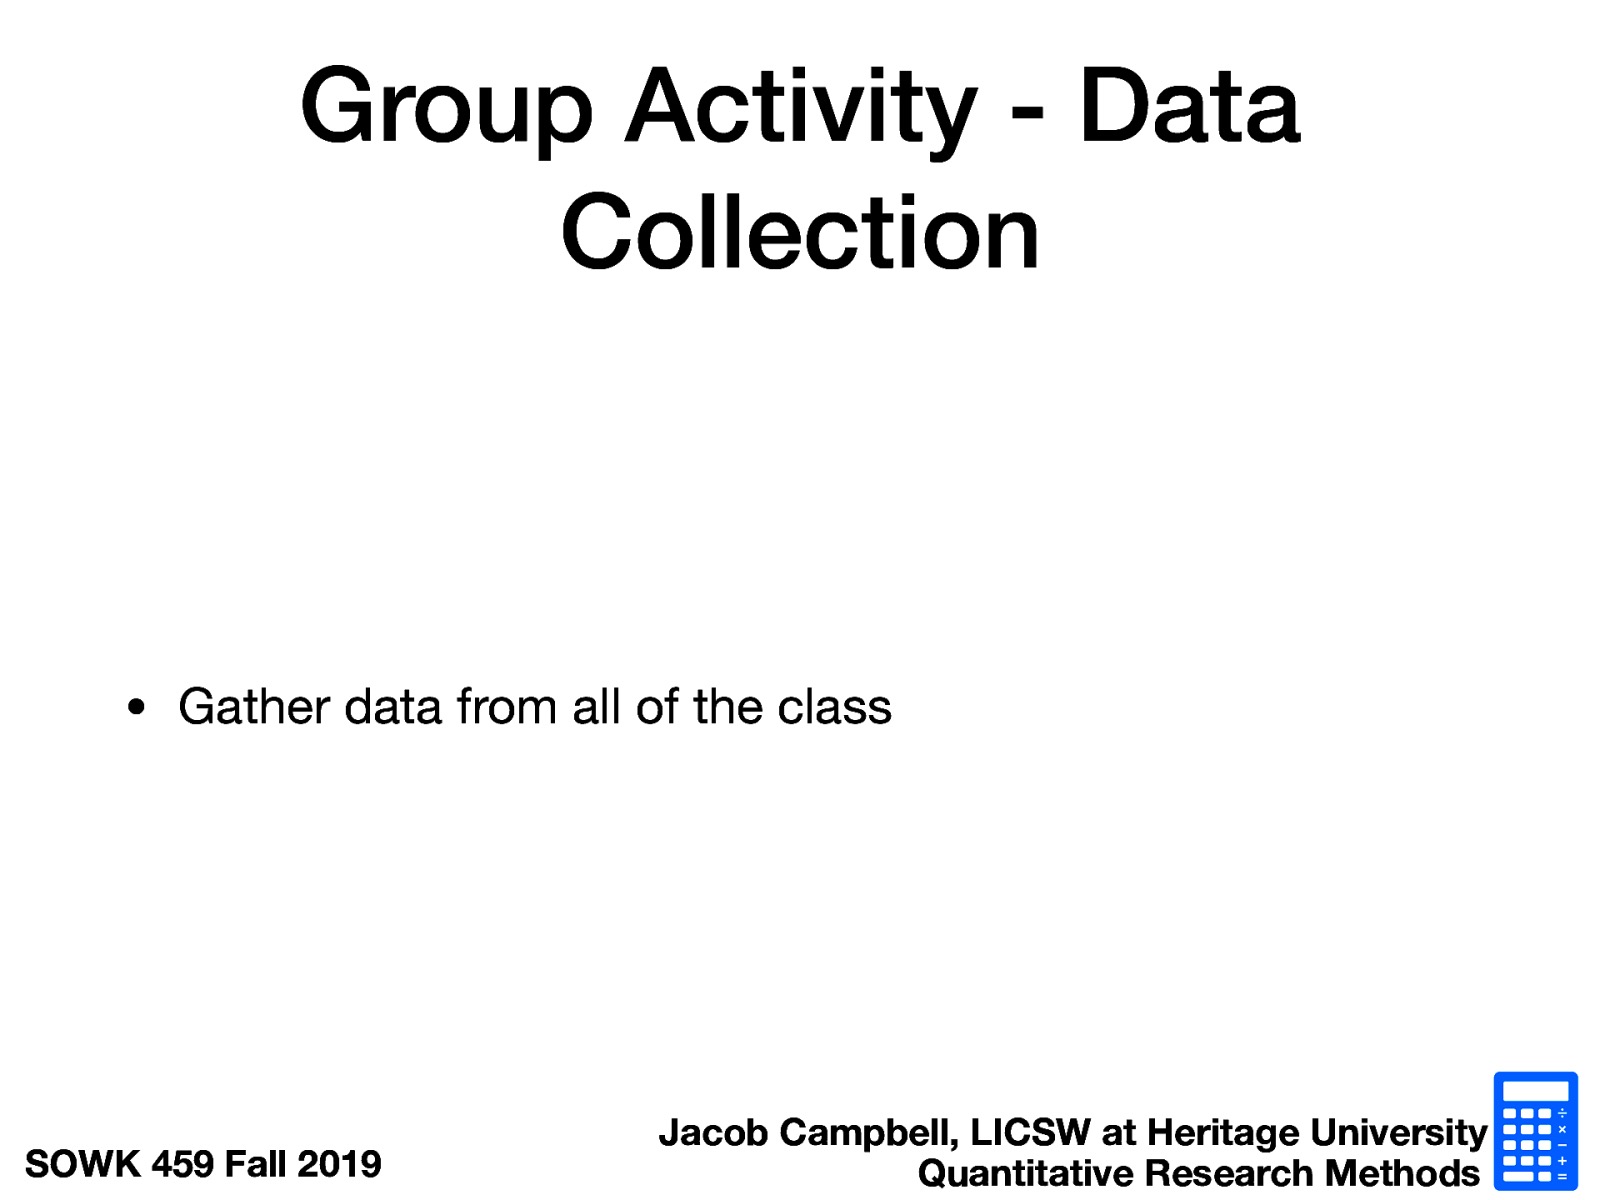 Group Activity - Data
Collection
• Gather data from all of the class
SOWK 459 Fall 2019
Jacob Campbell, LICSW at Heritage University
Quantitative Research Methods